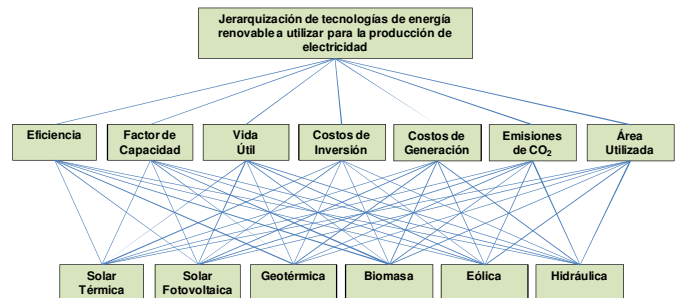 Jerarquización de tecnologías de energía
renovable a utilizar para la producción de
electricidad
Eficiencia
Factor de
Capacidad
Vida
Útil
Costos de
Inversión
Costos de
Generación
Emisiones
de CO₂
Área
Utilizada
Solar
Térmica
Solar
Fotovoltaica
Geotérmica
Biomasa
Eólica
Hidráulica